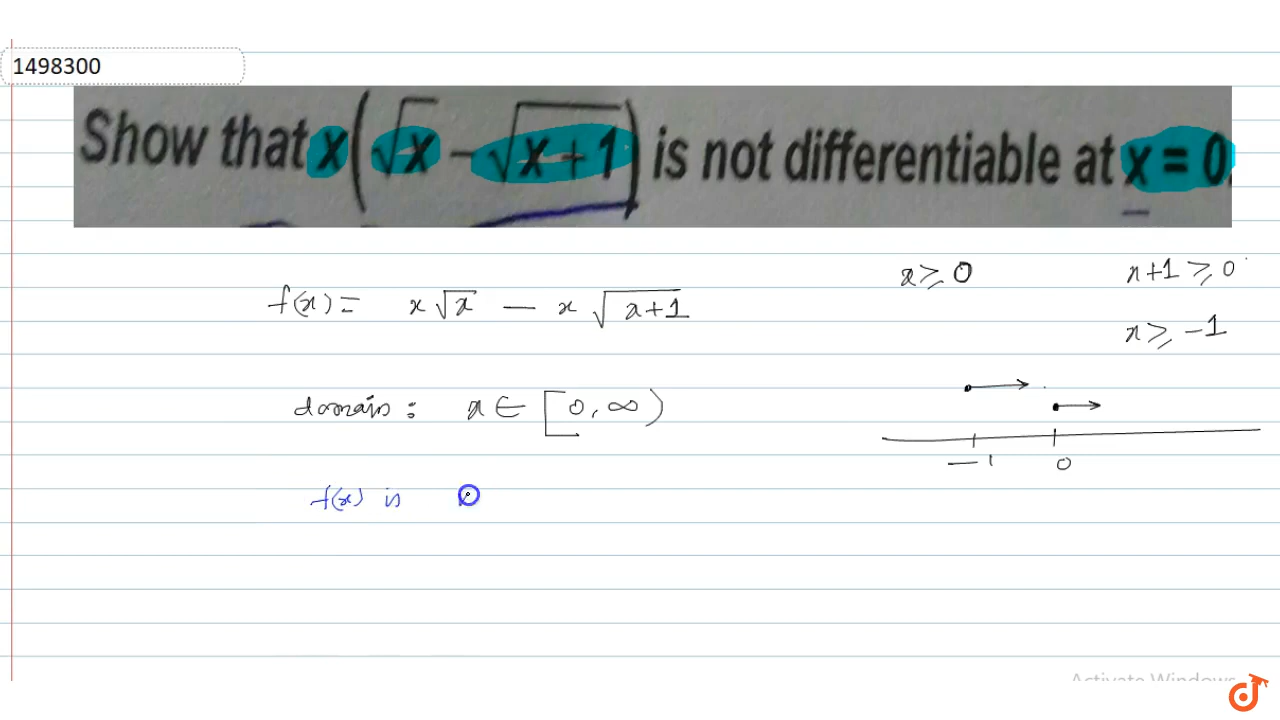 1498300
Show that x(√x − √x+1) is not differentiable at x = 0.
f(x) = x √x — x √x+1
x ≥ 0
x+1 ≥ 0
x ≥ −1
domain : x ∈ [0, ∞)
—1 0
f(x) is
Activate Windows